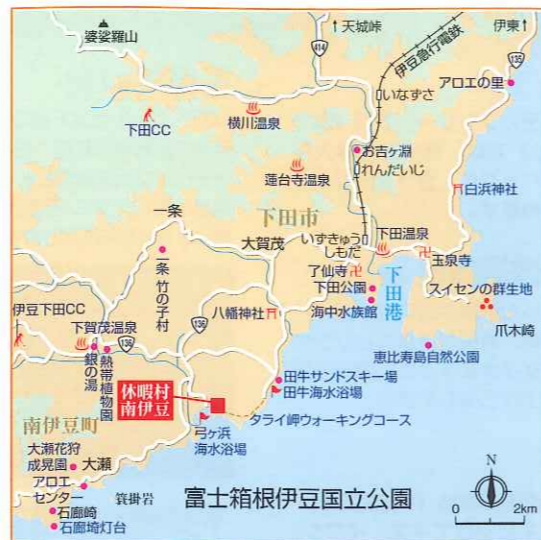 ↑天城峠
伊東↑
婆娑羅山
414
伊豆急行電鉄
135
いなずさ
アロエの里
下田CC
横川温泉
お吉ヶ淵
れんだいじ
蓮台寺温泉
白浜神社
下田市
一条
大賀茂
いずきゅう
しもだ
下田温泉
玉泉寺
一条 竹の子村
了仙寺
下田公園
海中水族館
下田港
スイセンの群生地
爪木崎
伊豆下田CC
下賀茂温泉
136
136
八幡神社
恵比寿島自然公園
銀の湯
熱帯植物園
休暇村
南伊豆
田牛サンドスキー場
田牛海水浴場
タライ岬ウォーキングコース
南伊豆町
弓ヶ浜
海水浴場
大瀬花狩
成晃園
大瀬
アロエ
センター
蓑掛岩
石廊崎
石廊埼灯台
富士箱根伊豆国立公園
N
0 2km